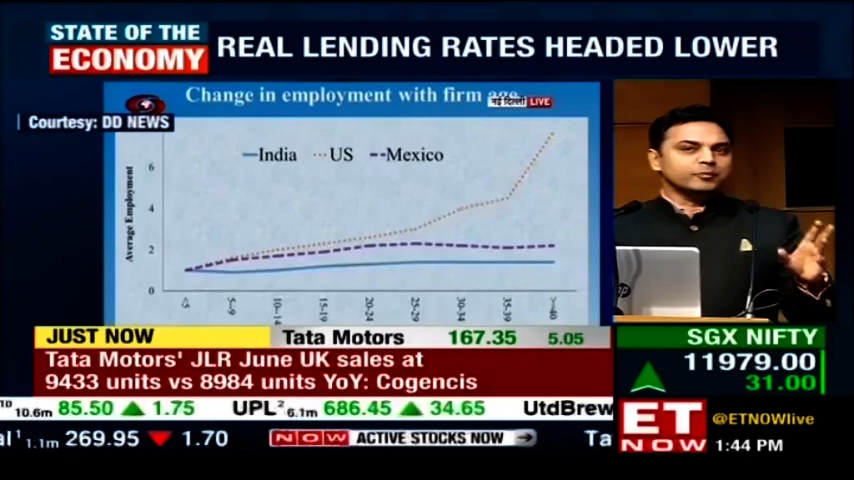 STATE OF THE
ECONOMY
REAL LENDING RATES HEADED LOWER
Courtesy: DD NEWS
Change in employment with firm age
नई दिल्ली LIVE
India US Mexico
Average Employment
6
4
2
0
<5 5-9 10-14 15-19 20-24 25-29 30-34 35-39 >=40
hp
JUST NOW
Tata Motors 167.35 5.05
Tata Motors' JLR June UK sales at
9433 units vs 8984 units YoY: Cogencis
SGX NIFTY
11979.00
31.00
10.6m 85.50 1.75 UPL² 6.1m 686.45 34.65 UtdBrew
1.1m 269.95 1.70 NOW ACTIVE STOCKS NOW Ta
ET
NOW
@ETNOWlive
1:44 PM